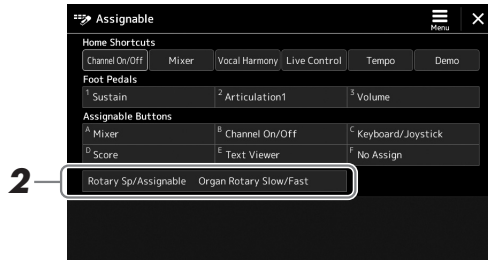 Assignable
Menu
Home Shortcuts
Channel On/Off Mixer Vocal Harmony Live Control Tempo Demo
Foot Pedals
1 Sustain 2 Articulation1 3 Volume
Assignable Buttons
A Mixer B Channel On/Off C Keyboard/Joystick
D Score E Text Viewer F No Assign
2 Rotary Sp/Assignable Organ Rotary Slow/Fast